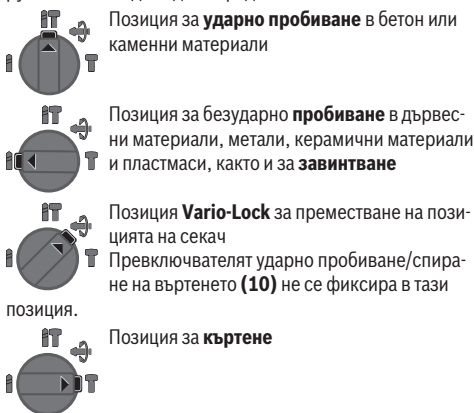 Позиция за ударно пробиване в бетон или
каменни материали
Позиция за безударно пробиване в дървес-
ни материали, метали, керамични материали
и пластмаси, както и за завинтване
Позиция Vario-Lock за преместване на пози-
цията на секач
Превключвателят ударно пробиване/спира-
не на въртенето (10) не се фиксира в тази
позиция.
Позиция за къртене